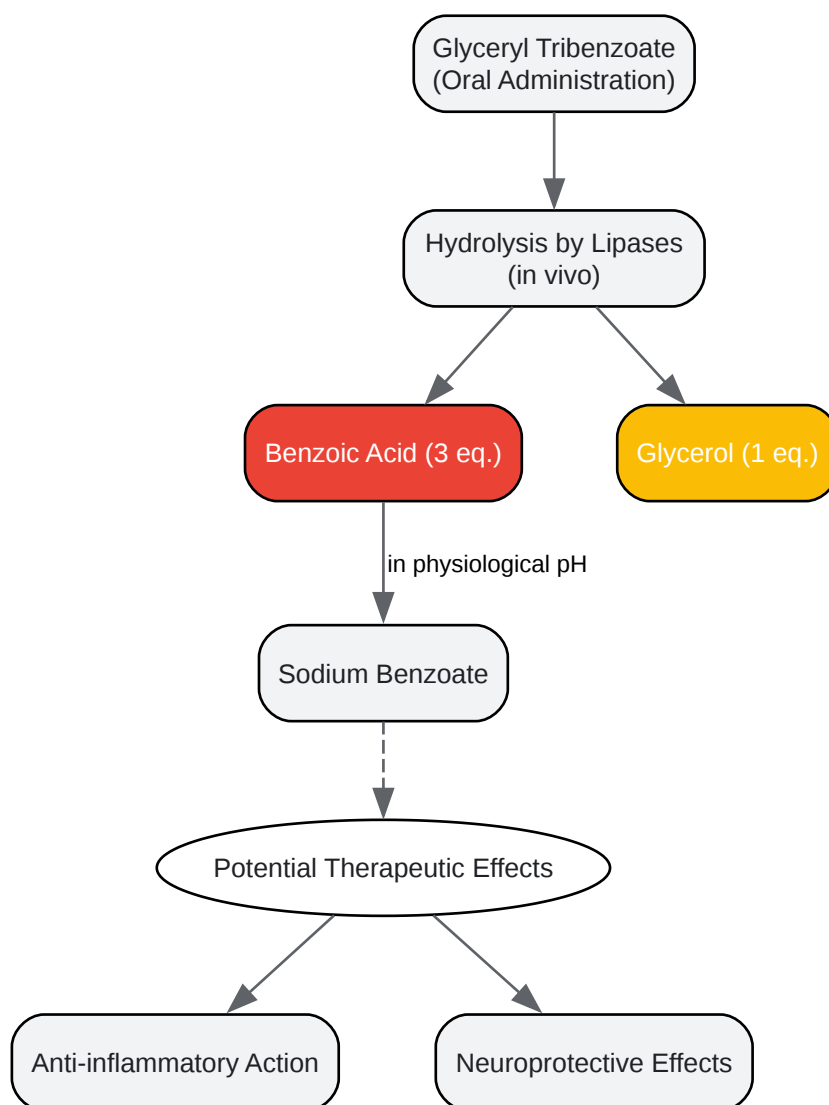 Glyceryl Tribenzoate
(Oral Administration)
Hydrolysis by Lipases
(in vivo)
Benzoic Acid (3 eq.)
Glycerol (1 eq.)
in physiological pH
Sodium Benzoate
Potential Therapeutic Effects
Anti-inflammatory Action
Neuroprotective Effects